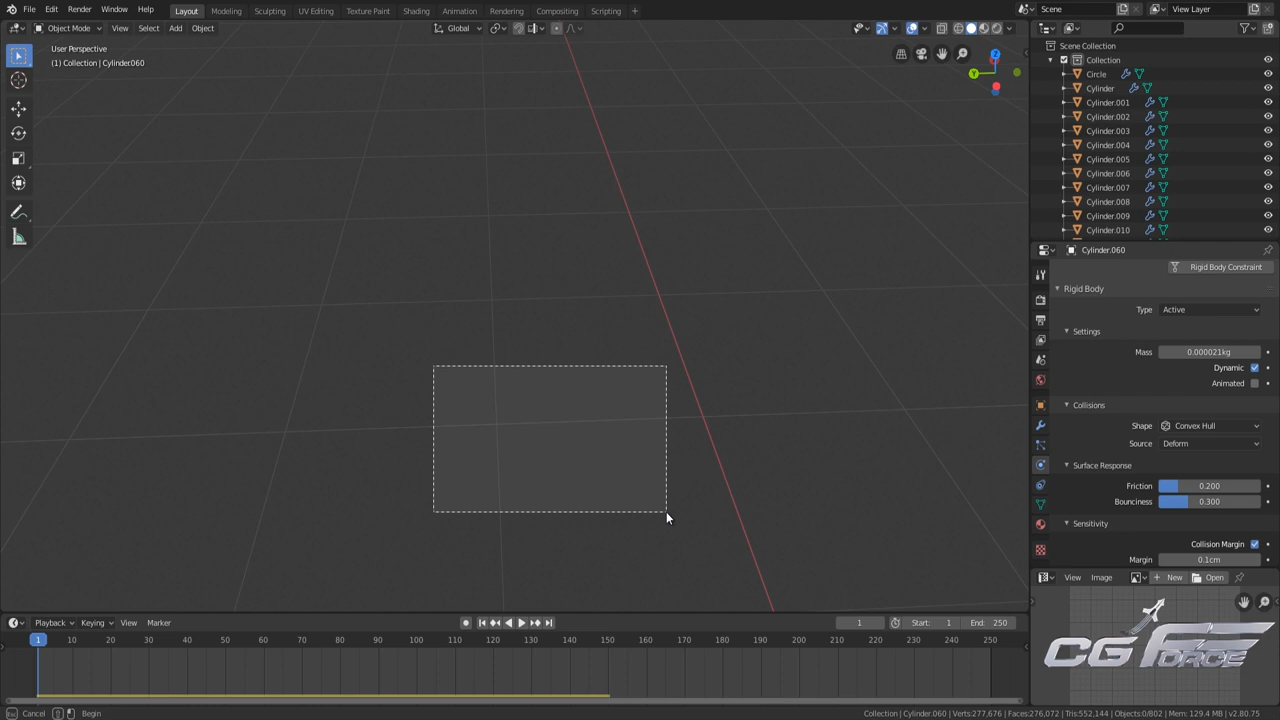 File Edit Render Window Help
Layout Modeling Sculpting UV Editing Texture Paint Shading Animation Rendering Compositing Scripting +
Scene View Layer
Object Mode View Select Add Object Global
User Perspective
(1) Collection | Cylinder060
Z
Y
Scene Collection
Collection
Circle
Cylinder
Cylinder.001
Cylinder.002
Cylinder.003
Cylinder.004
Cylinder.005
Cylinder.006
Cylinder.007
Cylinder.008
Cylinder.009
Cylinder.010
Cylinder.060
Rigid Body Constraint
Rigid Body
Type Active
Settings
Mass 0.000021kg
Dynamic
Animated
Collisions
Shape Convex Hull
Source Deform
Surface Response
Friction 0.200
Bounciness 0.300
Sensitivity
Collision Margin
Margin 0.1cm
View Image New Open
CG FORCE
Playback Keying View Marker 1 Start: 1 End: 250
1 10 20 30 40 50 60 70 80 90 100 110 120 130 140 150 160 170 180 190 200 210 220 230 240 250
Cancel Begin
Collection | Cylinder.060 | Verts:277,676 | Faces:276,072 | Tris:552,144 | Objects:0/802 | Mem: 129.4 MB | v2.80.75